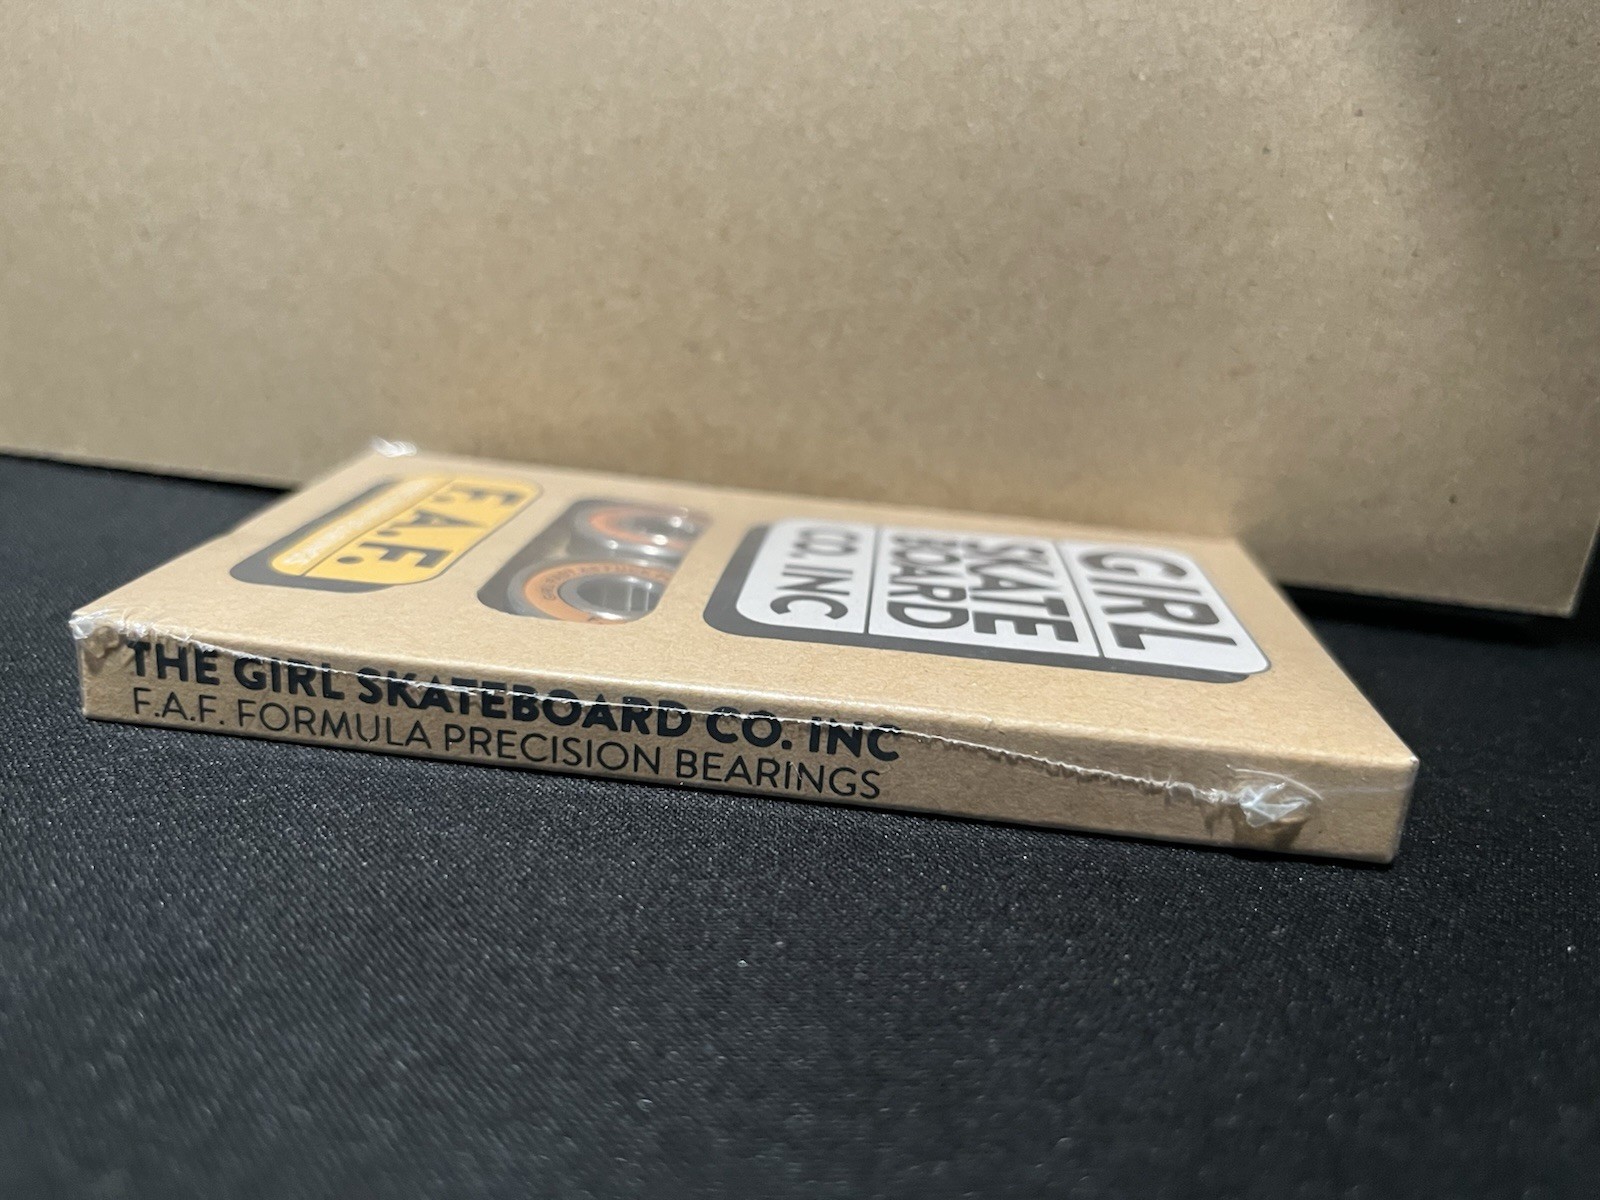 GIRL
SKATE
BOARD
CO. INC
F.A.F.
THE GIRL SKATEBOARD CO. INC
F.A.F. FORMULA PRECISION BEARINGS